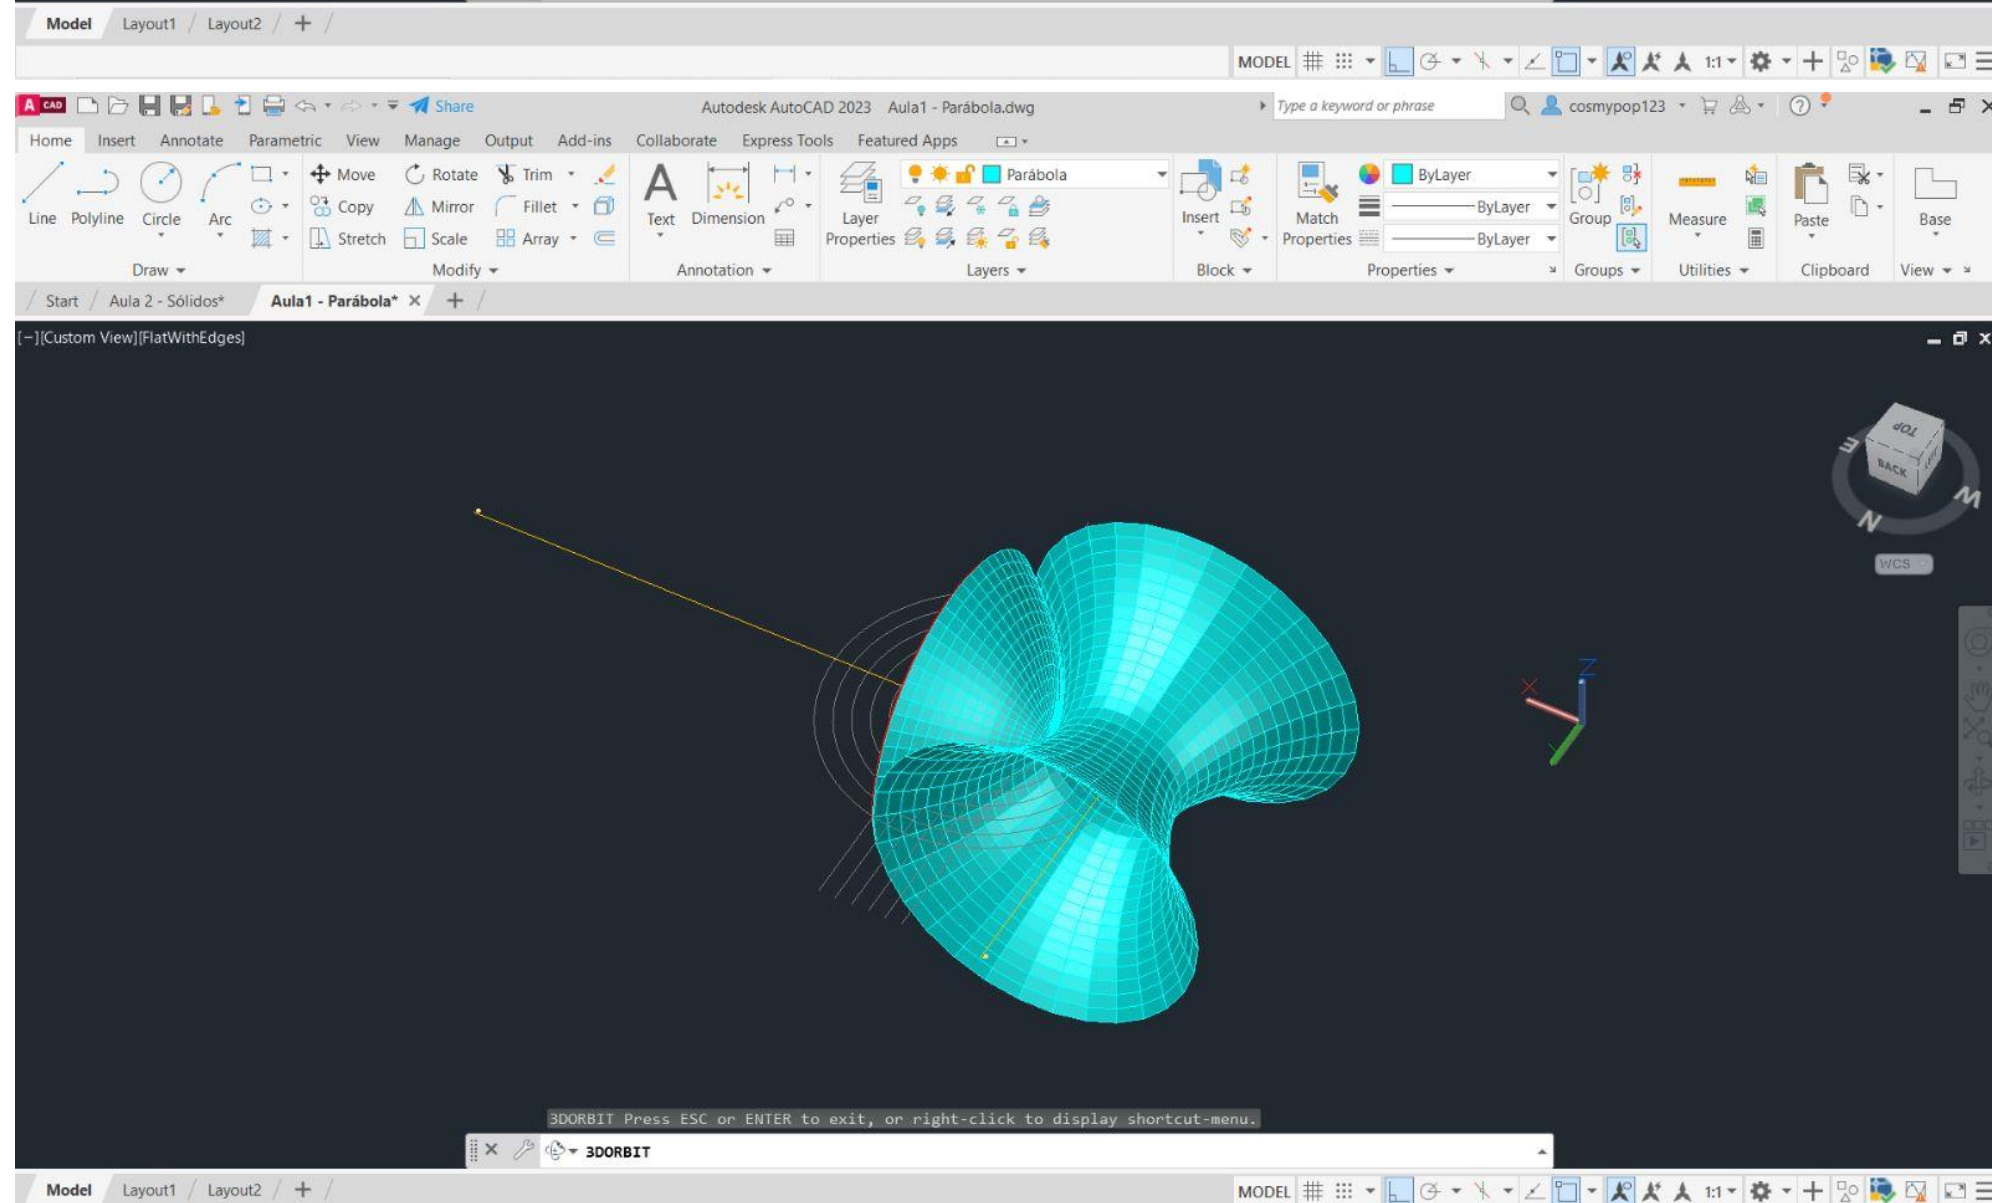 Model Layout1 Layout2
MODEL 1:1
A CAD Share Autodesk AutoCAD 2023 Aula1 - Parábola.dwg Type a keyword or phrase cosmypop123
Home Insert Annotate Parametric View Manage Output Add-ins Collaborate Express Tools Featured Apps
Move Rotate Trim Parábola ByLayer
Copy Mirror Fillet ByLayer
Line Polyline Circle Arc Text Dimension Layer Properties Insert Match Properties Group Measure Paste Base
Stretch Scale Array ByLayer
Draw Modify Annotation Layers Block Properties Groups Utilities Clipboard View
Start Aula 2 - Sólidos* Aula1 - Parábola*
[−][Custom View][FlatWithEdges]
TOP
E BACK
W
N
WCS
Z
X
Y
3DORBIT Press ESC or ENTER to exit, or right-click to display shortcut-menu.
3DORBIT
Model Layout1 Layout2
MODEL 1:1